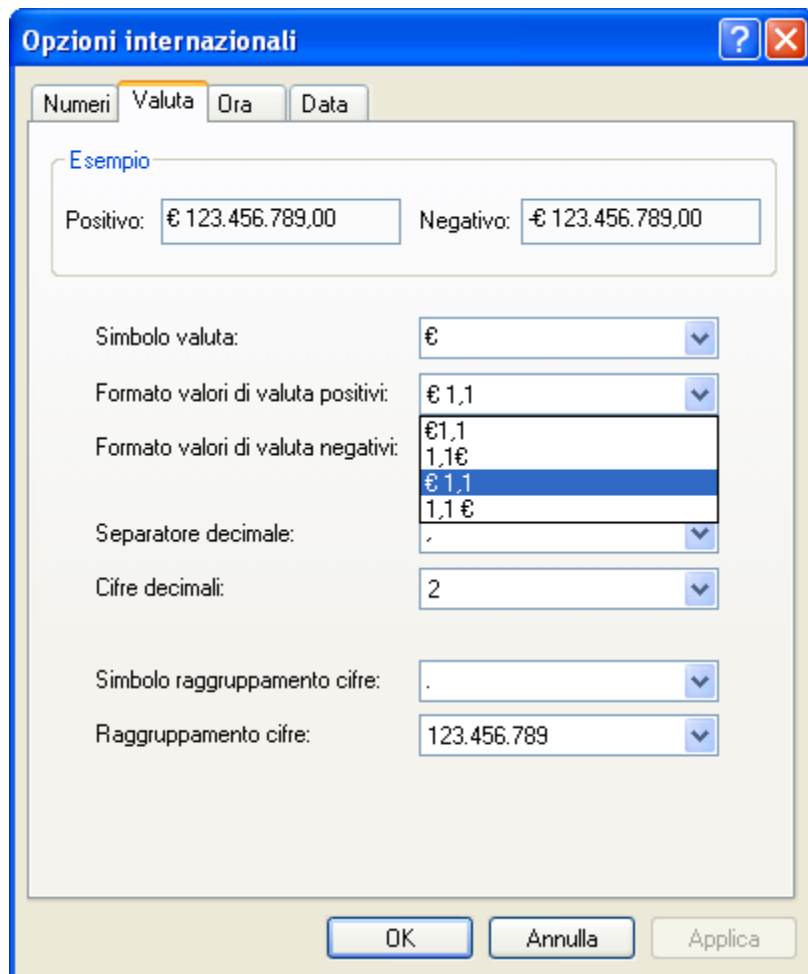 Opzioni internazionali
Numeri Valuta Ora Data
Esempio
Positivo: € 123.456.789,00 Negativo: -€ 123.456.789,00
Simbolo valuta: €
Formato valori di valuta positivi: € 1,1
€1,1
Formato valori di valuta negativi:
1,1€
€ 1,1
1,1 €
Separatore decimale: ,
Cifre decimali: 2
Simbolo raggruppamento cifre: .
Raggruppamento cifre: 123.456.789
OK Annulla Applica